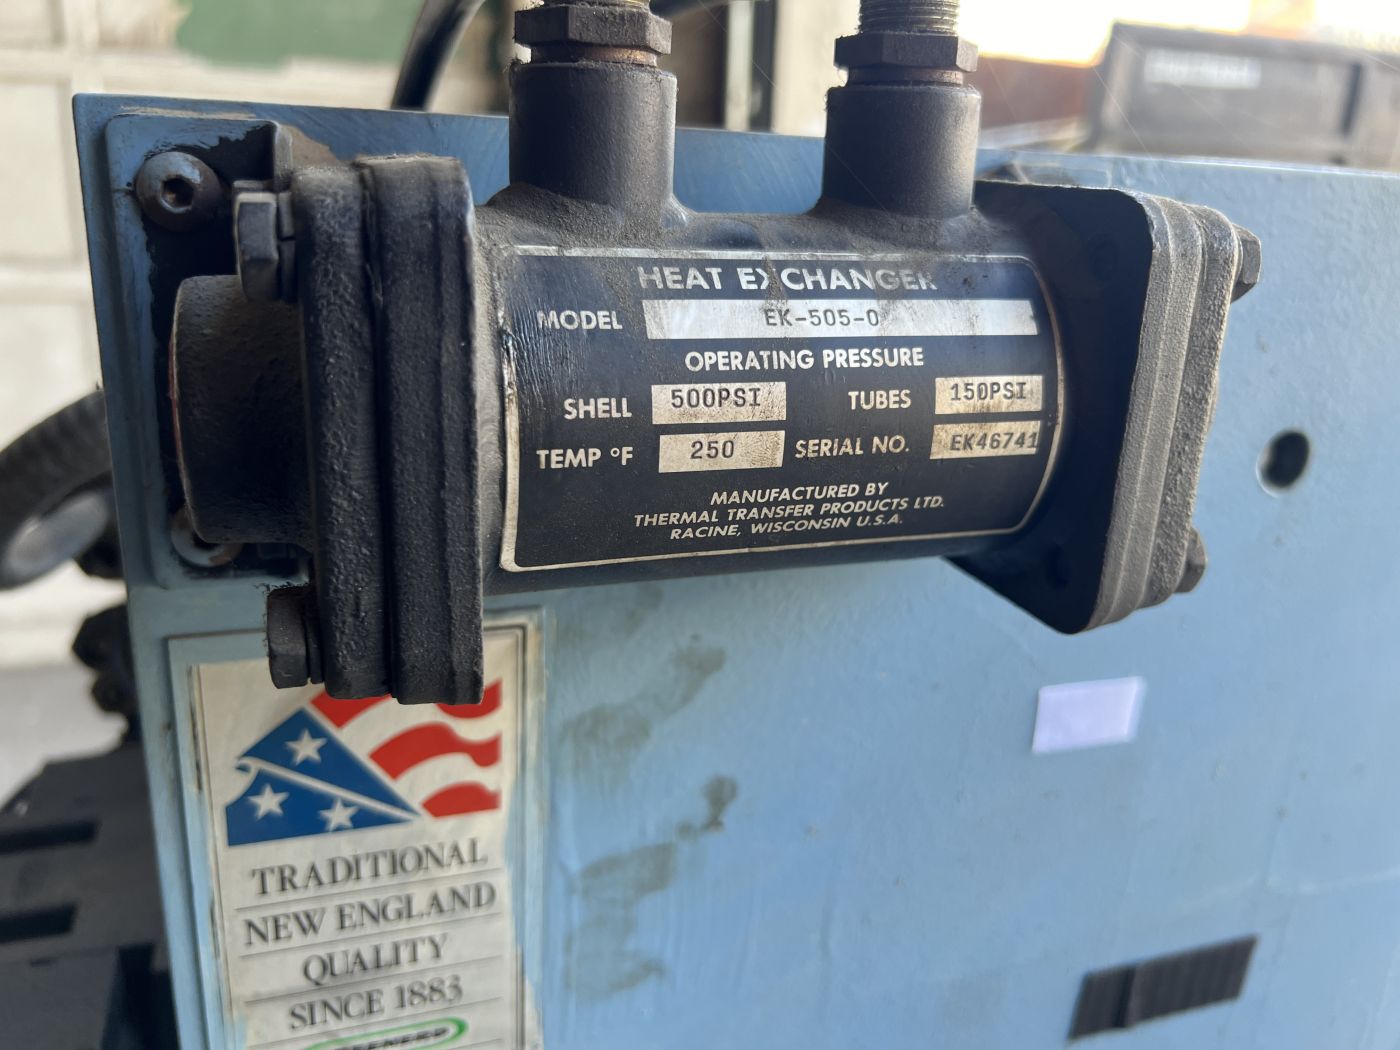 HEAT EXCHANGER
MODEL EK-505-0
OPERATING PRESSURE
SHELL 500PSI TUBES 150PSI
TEMP °F 250 SERIAL NO. EK46741
MANUFACTURED BY
THERMAL TRANSFER PRODUCTS LTD.
RACINE, WISCONSIN U.S.A.
TRADITIONAL
NEW ENGLAND
QUALITY
SINCE 1883